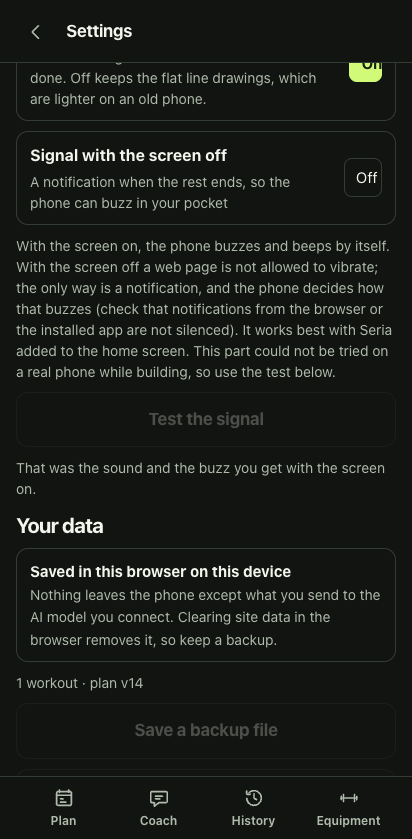 Settings
done. Off keeps the flat line drawings, which
are lighter on an old phone.
Signal with the screen off
A notification when the rest ends, so the
phone can buzz in your pocket
Off
With the screen on, the phone buzzes and beeps by itself.
With the screen off a web page is not allowed to vibrate;
the only way is a notification, and the phone decides how
that buzzes (check that notifications from the browser or
the installed app are not silenced). It works best with Seria
added to the home screen. This part could not be tried on
a real phone while building, so use the test below.
Test the signal
That was the sound and the buzz you get with the screen
on.
Your data
Saved in this browser on this device
Nothing leaves the phone except what you send to the
AI model you connect. Clearing site data in the
browser removes it, so keep a backup.
1 workout · plan v14
Save a backup file
Plan
Coach
History
Equipment